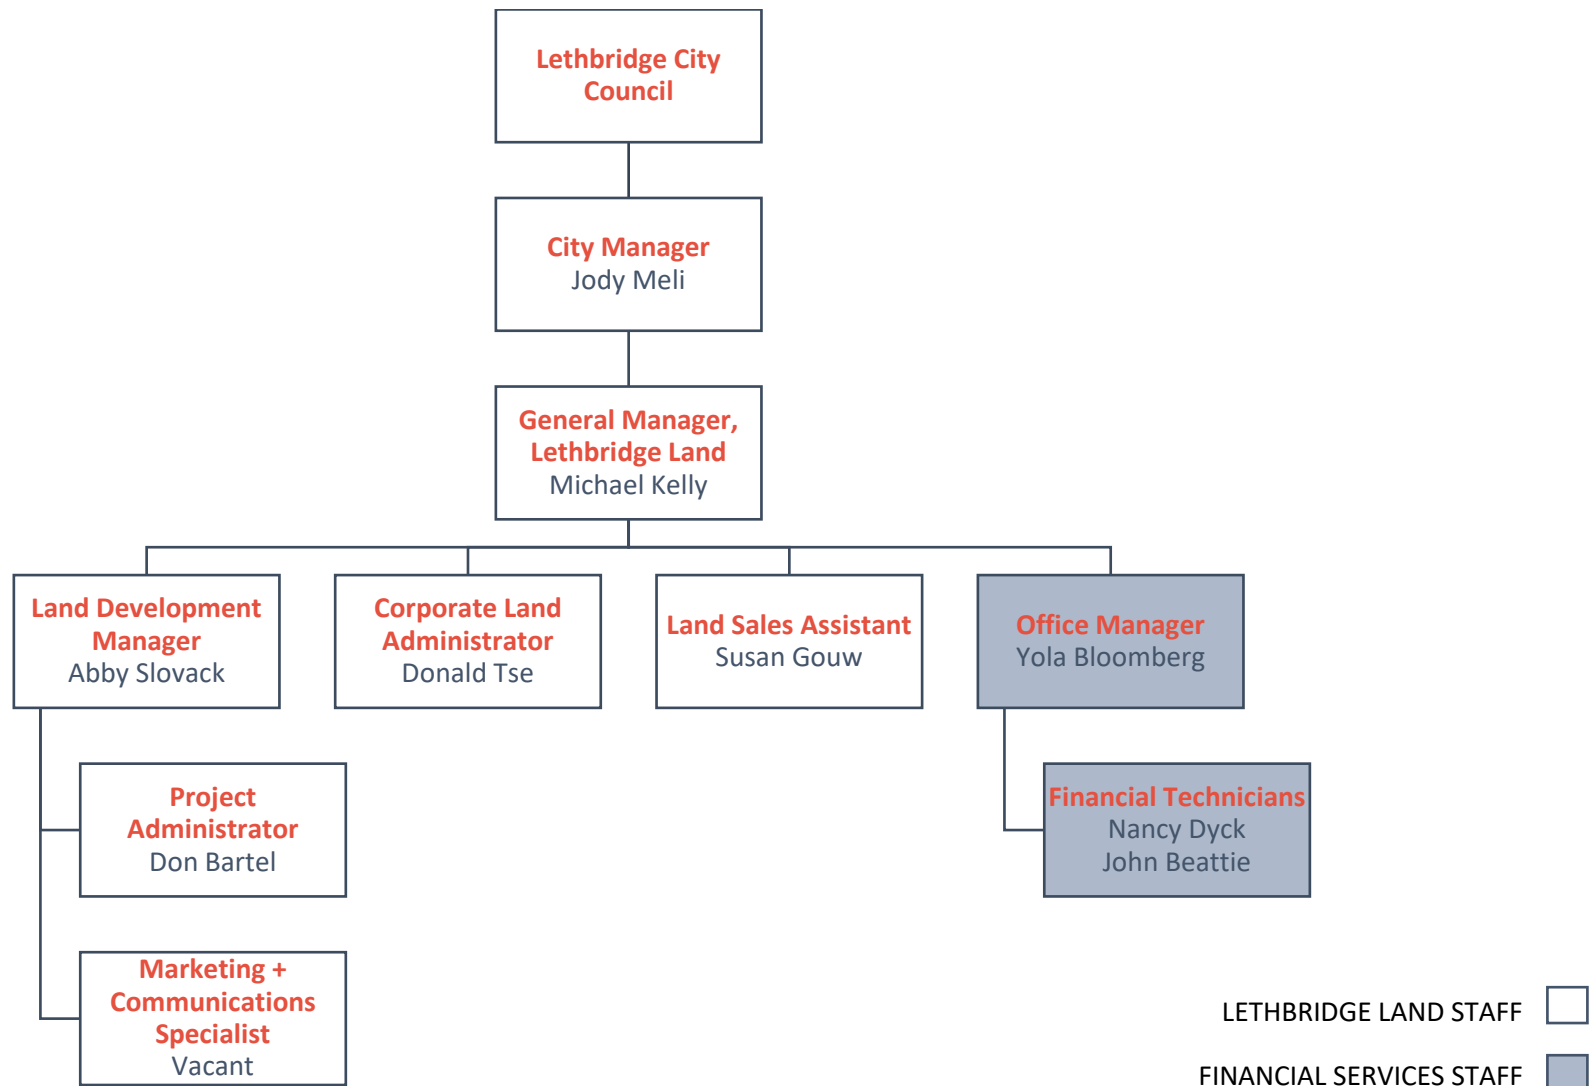 Lethbridge City
Council
City Manager
Jody Meli
General Manager,
Lethbridge Land
Michael Kelly
Land Development
Manager
Abby Slovack
Corporate Land
Administrator
Donald Tse
Land Sales Assistant
Susan Gouw
Office Manager
Yola Bloomberg
Project
Administrator
Don Bartel
Financial Technicians
Nancy Dyck
John Beattie
Marketing +
Communications
Specialist
Vacant
LETHBRIDGE LAND STAFF
FINANCIAL SERVICES STAFF